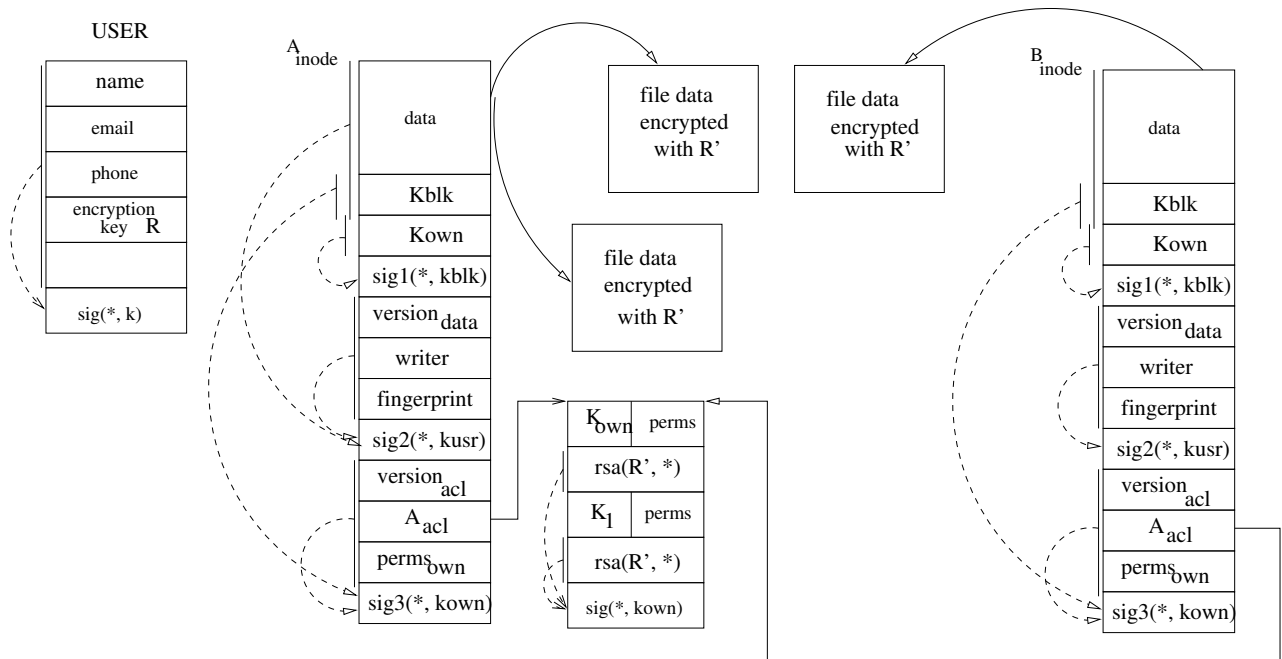 USER
name
email
phone
encryption
key R
sig(*, k)
A inode
data
Kblk
Kown
sig1(*, kblk)
version data
writer
fingerprint
sig2(*, kusr)
version acl
A acl
perms own
sig3(*, kown)
file data
encrypted
with R'
file data
encrypted
with R'
K own perms
rsa(R', *)
K 1 perms
rsa(R', *)
sig(*, kown)
file data
encrypted
with R'
B inode
data
Kblk
Kown
sig1(*, kblk)
version data
writer
fingerprint
sig2(*, kusr)
version acl
A acl
perms own
sig3(*, kown)